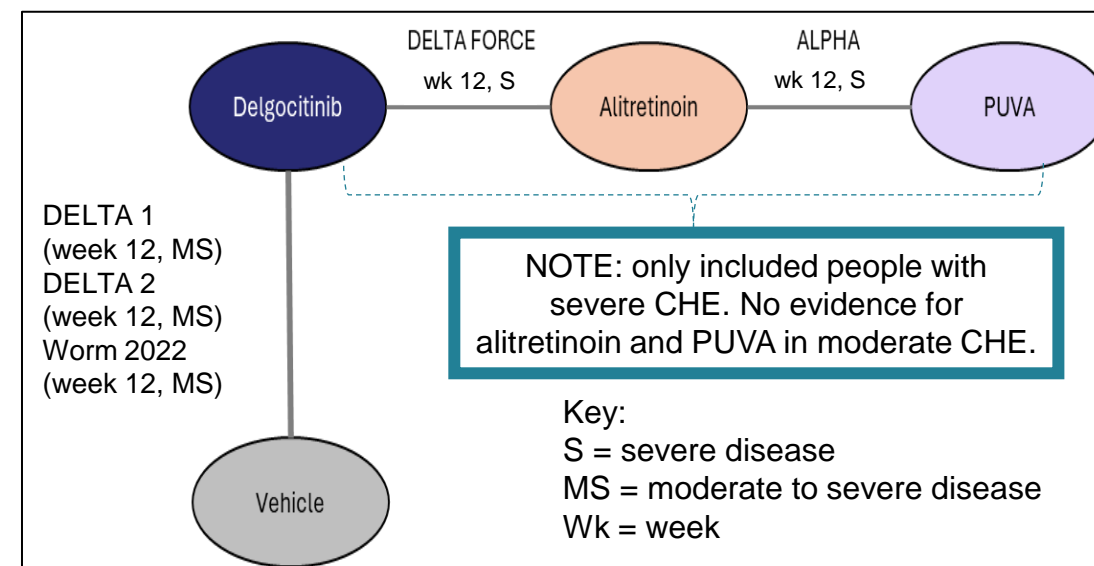 DELTA FORCE
wk 12, S
ALPHA
wk 12, S
Delgocitinib
Alitretinoin
PUVA
DELTA 1
(week 12, MS)
DELTA 2
(week 12, MS)
Worm 2022
(week 12, MS)
NOTE: only included people with
severe CHE. No evidence for
alitretinoin and PUVA in moderate CHE.
Key:
S = severe disease
MS = moderate to severe disease
Wk = week
Vehicle